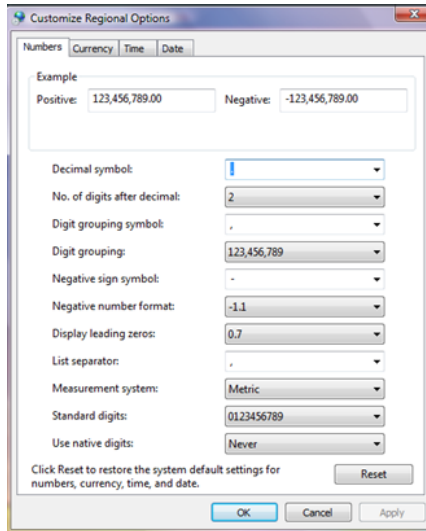 Customize Regional Options
Numbers Currency Time Date
Example
Positive: 123,456,789.00 Negative: -123,456,789.00
Decimal symbol: .
No. of digits after decimal: 2
Digit grouping symbol: ,
Digit grouping: 123,456,789
Negative sign symbol: -
Negative number format: -1.1
Display leading zeros: 0.7
List separator: ,
Measurement system: Metric
Standard digits: 0123456789
Use native digits: Never
Click Reset to restore the system default settings for
numbers, currency, time, and date.
Reset
OK Cancel Apply